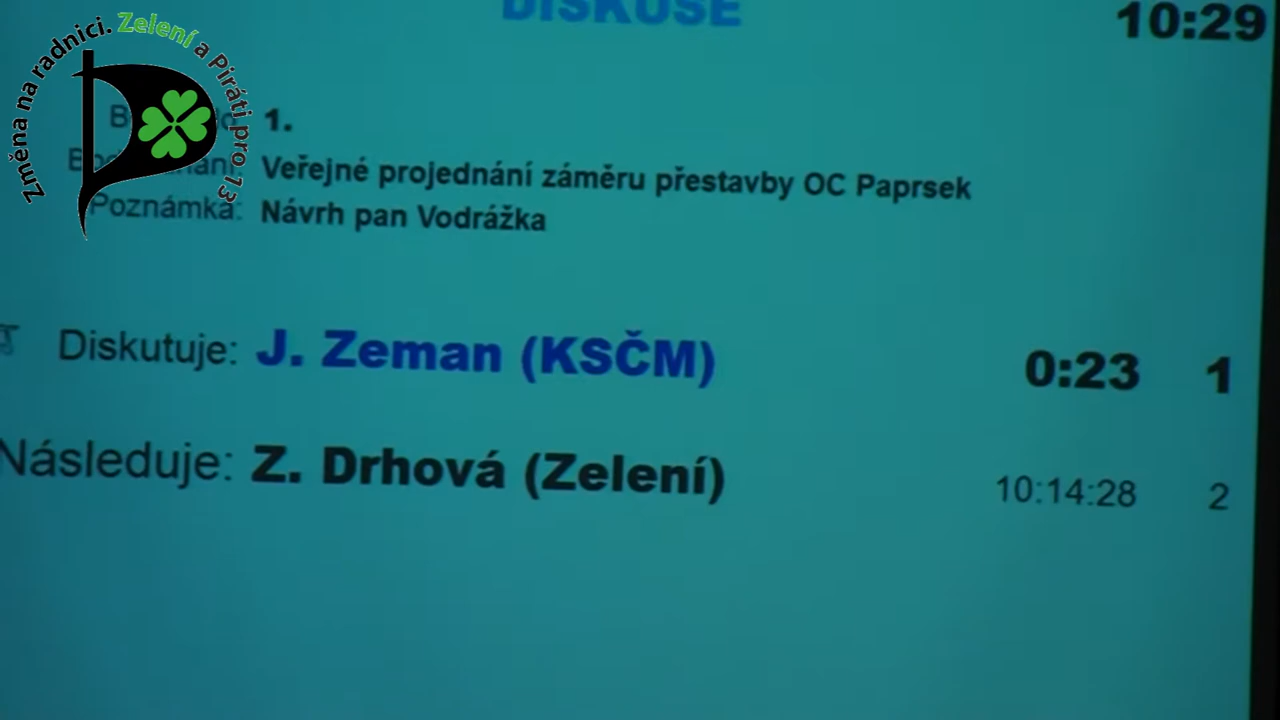 Změna na radnici. Zelení a Piráti pro 13
DISKUSE
10:29
1.
Veřejné projednání záměru přestavby OC Paprsek
Poznámka: Návrh pan Vodrážka
Diskutuje: J. Zeman (KSČM) 0:23 1
Následuje: Z. Drhová (Zelení) 10:14:28 2